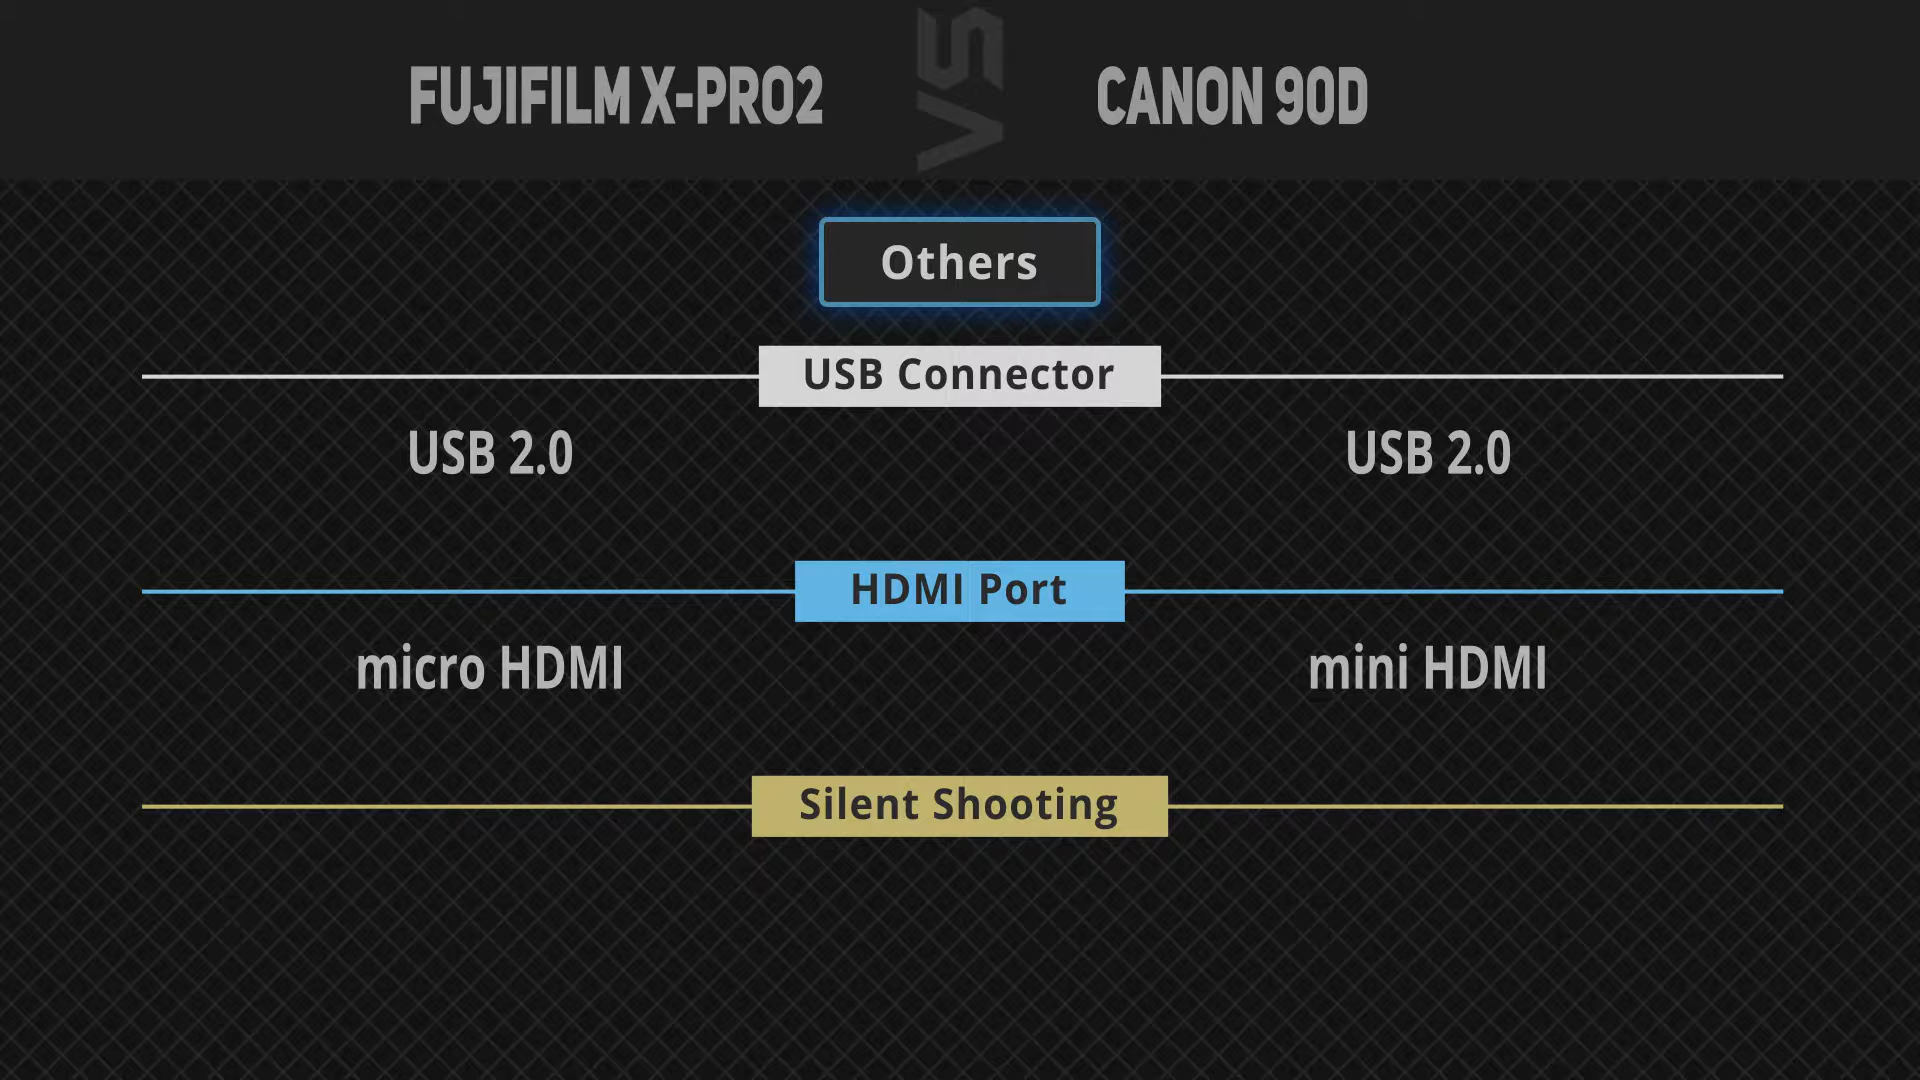 FUJIFILM X-PRO2 VS CANON 90D
Others
USB Connector
USB 2.0 USB 2.0
HDMI Port
micro HDMI mini HDMI
Silent Shooting